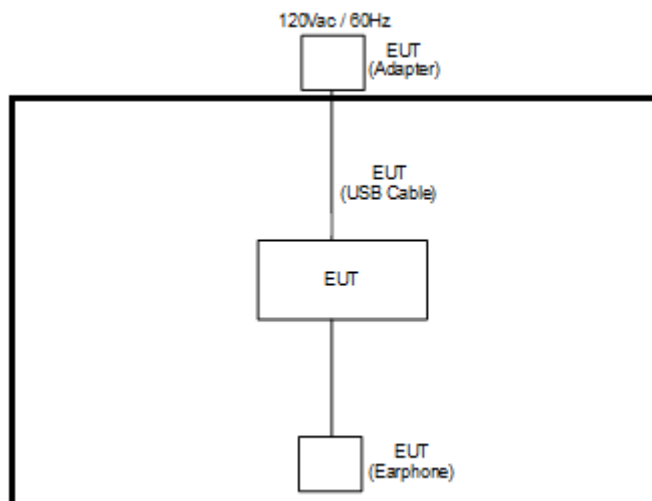 120Vac / 60Hz
EUT
(Adapter)
EUT
(USB Cable)
EUT
EUT
(Earphone)